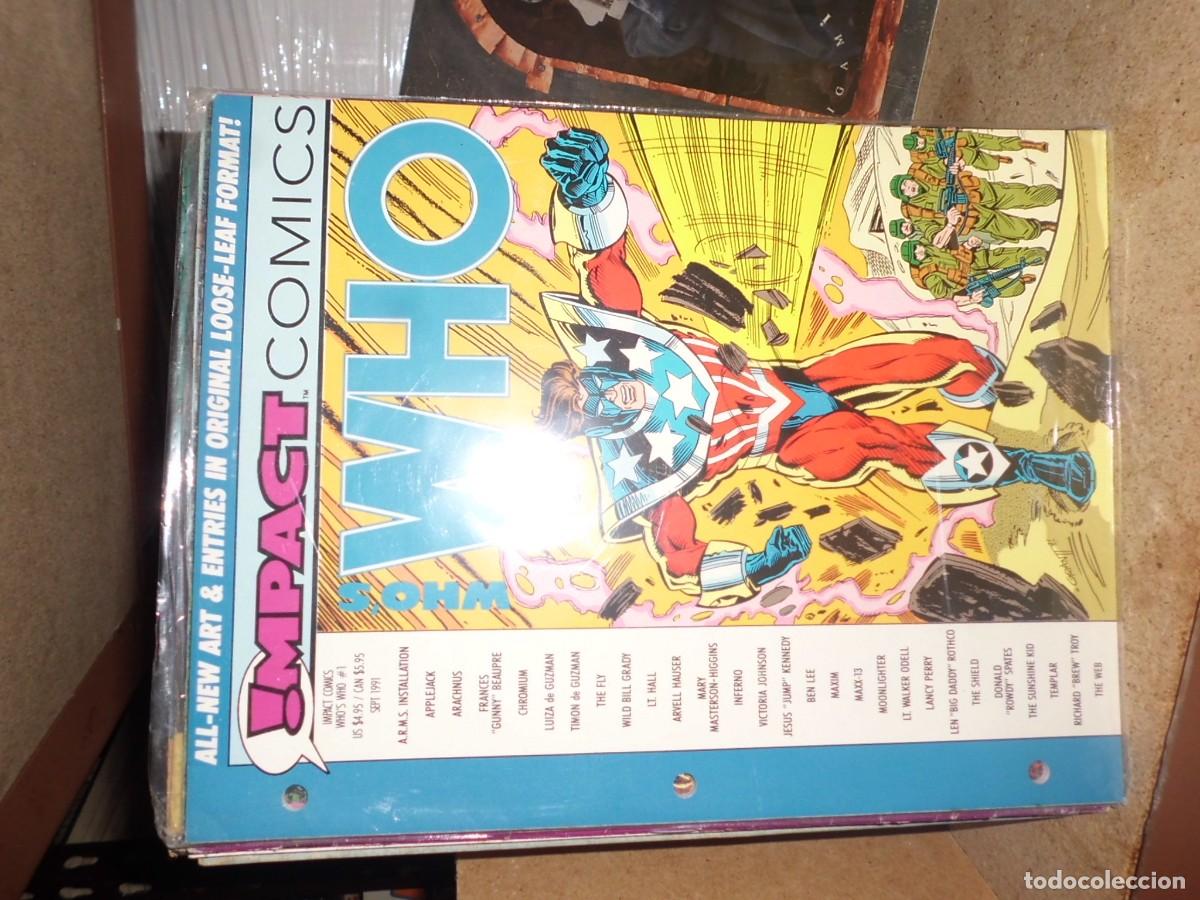 ALL-NEW ART & ENTRIES IN ORIGINAL LOOSE-LEAF FORMAT!
IMPACT™ COMICS
IMPACT COMICS
WHO'S WHO #1
US $4.95 / CAN $5.95
SEPT 1991
A.R.M.S. INSTALLATION
APPLEJACK
ARACHNUS
FRANCES
"GUNNY" BEAUPRE
CHROMIUM
LUIZA de GUZMAN
TIMON de GUZMAN
THE FLY
WILD BILL GRADY
LT. HALL
ARVELL HAUSER
MARY
MASTERSON-HIGGINS
INFERNO
VICTORIA JOHNSON
JESUS "JUMP" KENNEDY
BEN LEE
MAXIM
MAXX-13
MOONLIGHTER
LT. WALKER ODELL
LANCY PERRY
LEN "BIG DADDY" ROTHCO
THE SHIELD
DONALD
"ROWDY" SPATES
THE SUNSHINE KID
TEMPLAR
RICHARD "BREW" TROY
THE WEB
WHO'S
WHO
todocoleccion